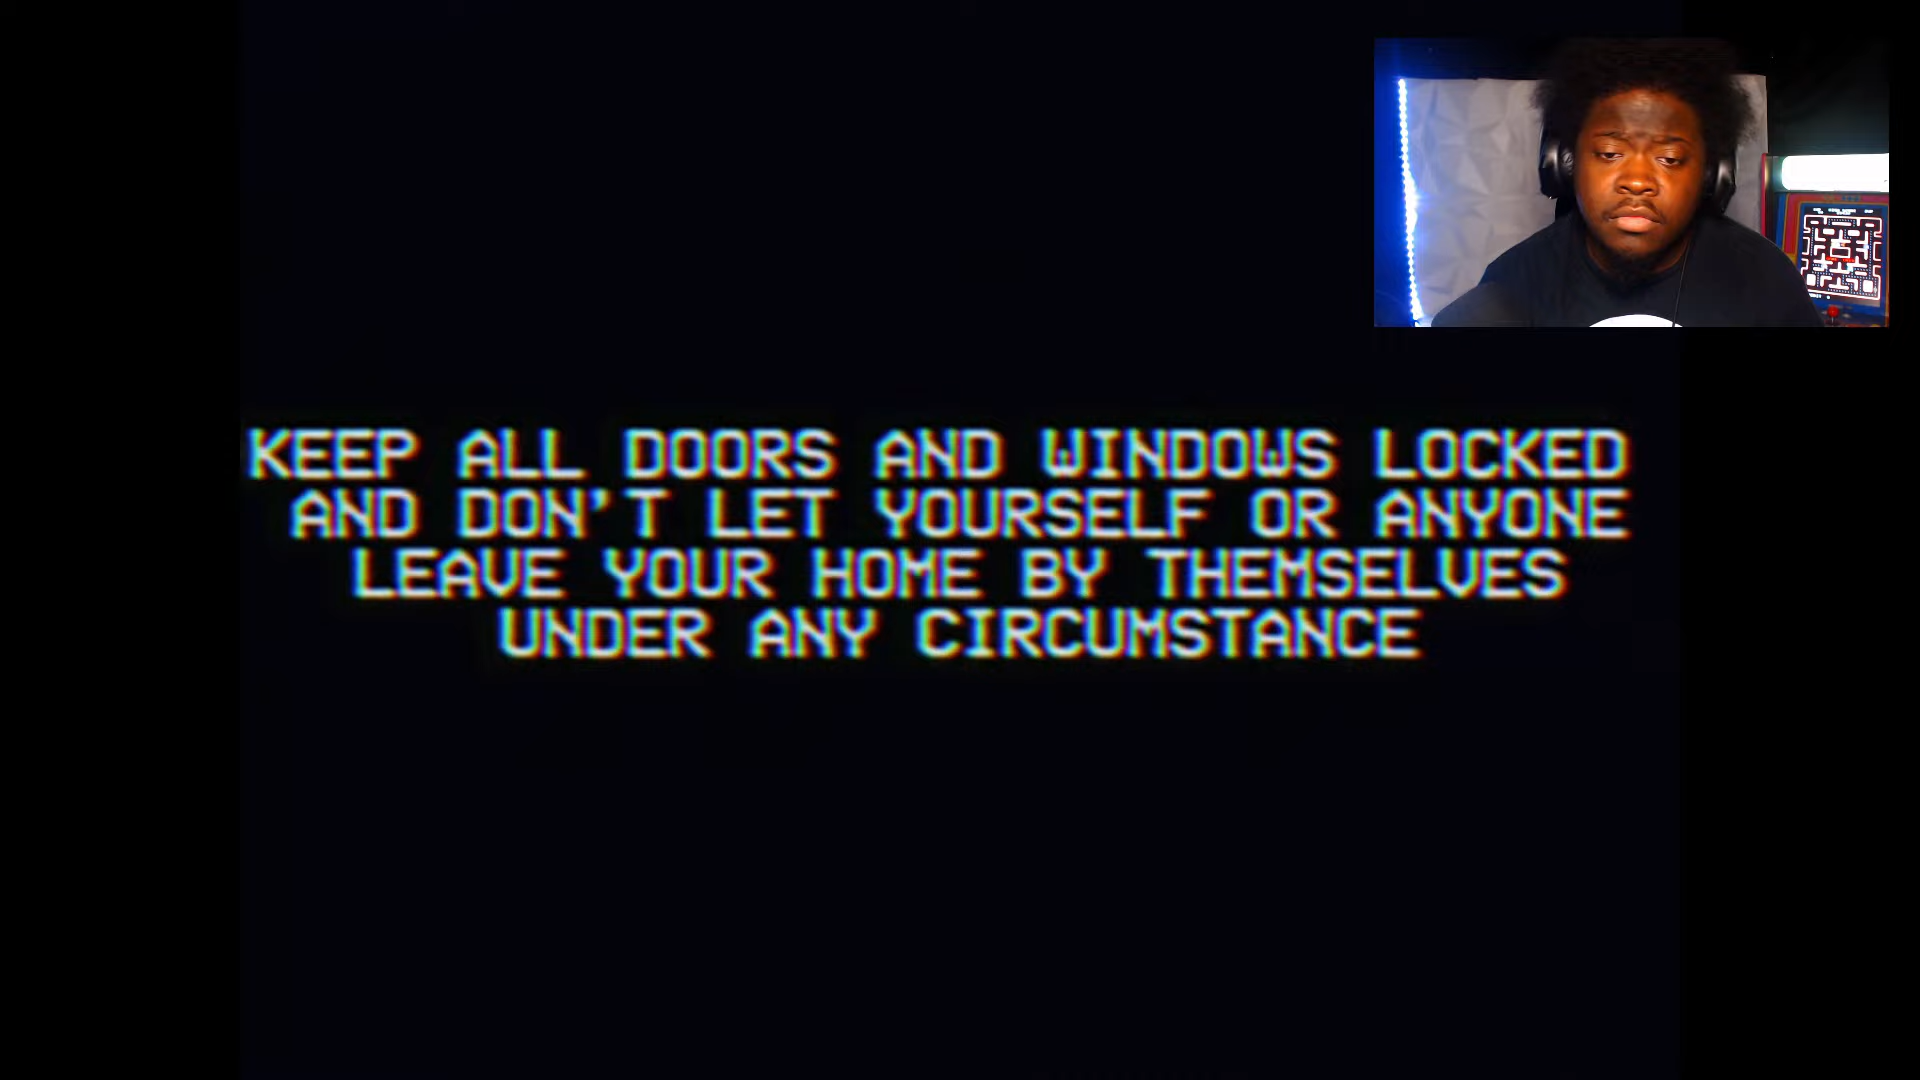 KEEP ALL DOORS AND WINDOWS LOCKED
AND DON'T LET YOURSELF OR ANYONE
LEAVE YOUR HOME BY THEMSELVES
UNDER ANY CIRCUMSTANCE